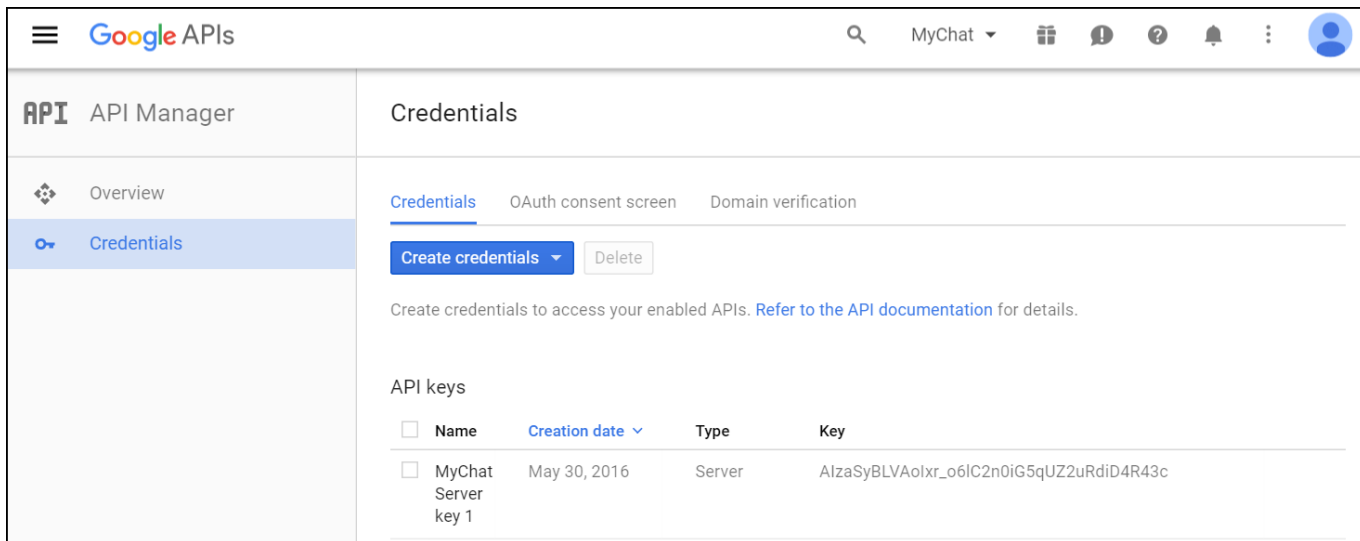 Google APIs
MyChat
API API Manager
Credentials
Overview
Credentials
Credentials OAuth consent screen Domain verification
Create credentials Delete
Create credentials to access your enabled APIs. Refer to the API documentation for details.
API keys
Name Creation date Type Key
MyChat Server key 1 May 30, 2016 Server AIzaSyBLVAoIxr_o6lC2n0iG5qUZ2uRdiD4R43c